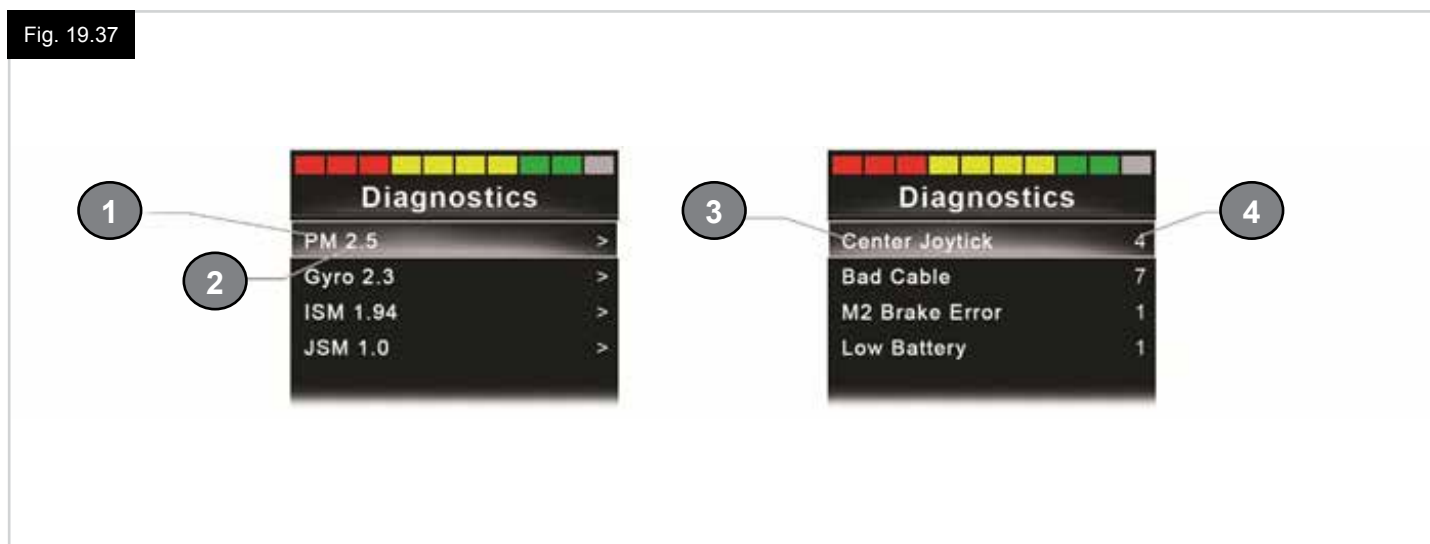 Fig. 19.37
Diagnostics
1
PM 2.5 >
2
Gyro 2.3 >
ISM 1.94 >
JSM 1.0 >
Diagnostics
3
Center Joytick 4
4
Bad Cable 7
M2 Brake Error 1
Low Battery 1